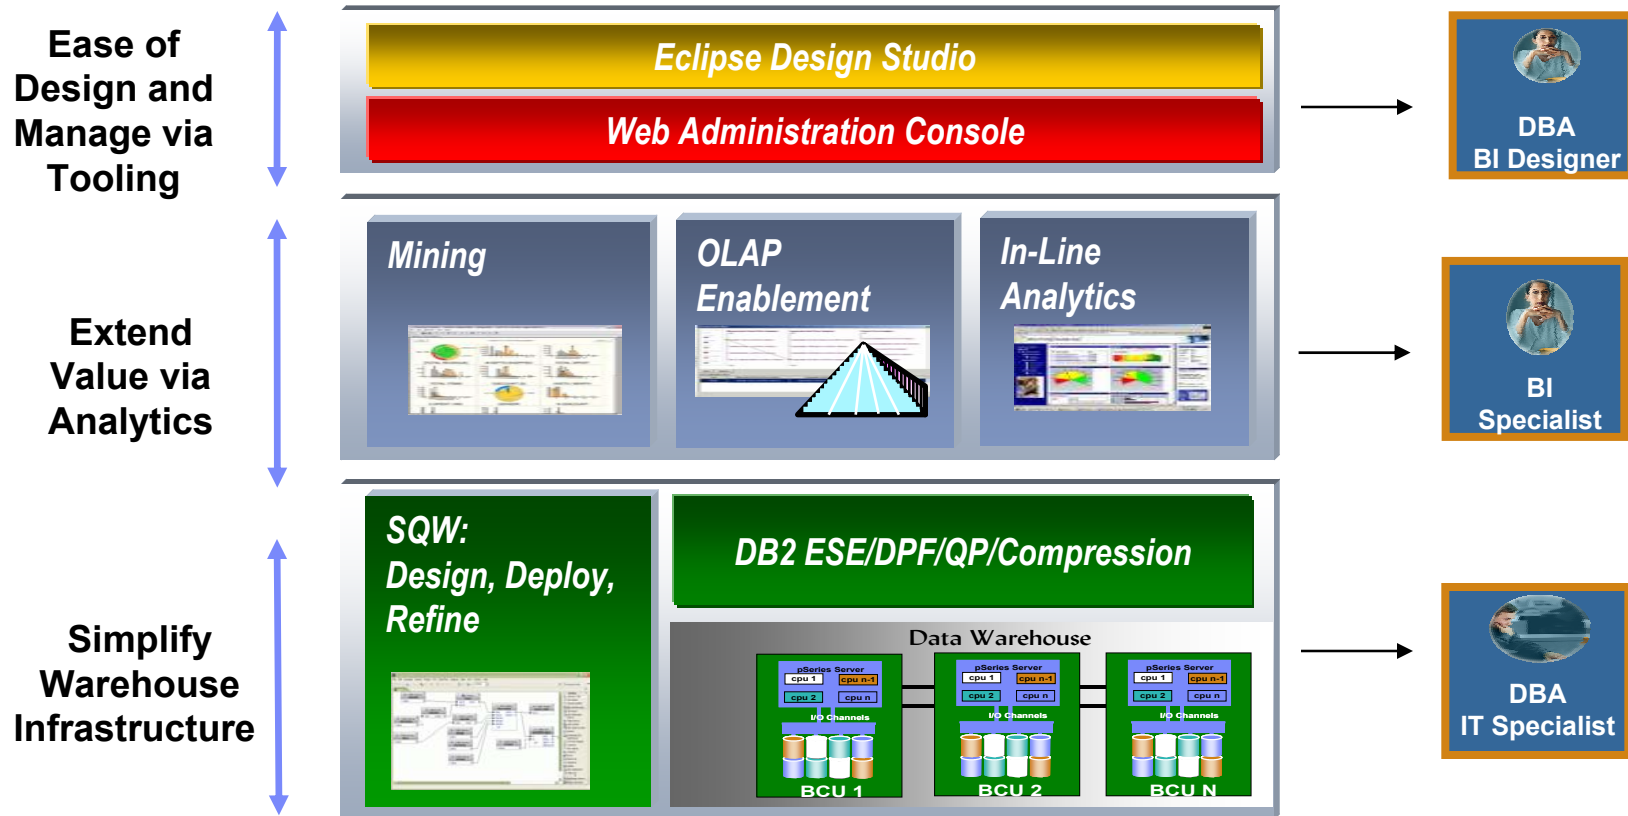 Ease of
Design and
Manage via
Tooling
Eclipse Design Studio
Web Administration Console
DBA
BI Designer
Extend
Value via
Analytics
Mining
OLAP
Enablement
In-Line
Analytics
BI
Specialist
Simplify
Warehouse
Infrastructure
SQW:
Design, Deploy,
Refine
DB2 ESE/DPF/QP/Compression
Data Warehouse
pSeries Server
cpu 1
cpu n-1
cpu 2
cpu n
I/O Channels
BCU 1
pSeries Server
cpu 1
cpu n-1
cpu 2
cpu n
I/O Channels
BCU 2
pSeries Server
cpu 1
cpu n-1
cpu 2
cpu n
I/O Channels
BCU N
DBA
IT Specialist